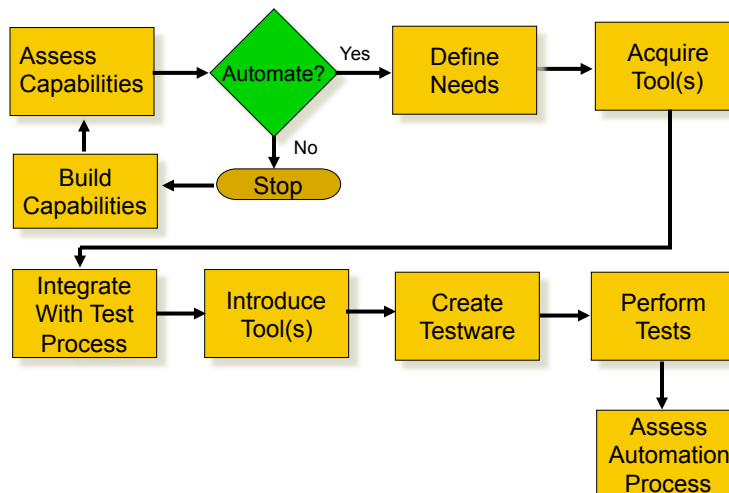 Assess
Capabilities
Automate?
Yes
Define
Needs
Acquire
Tool(s)
No
Stop
Build
Capabilities
Integrate
With Test
Process
Introduce
Tool(s)
Create
Testware
Perform
Tests
Assess
Automation
Process